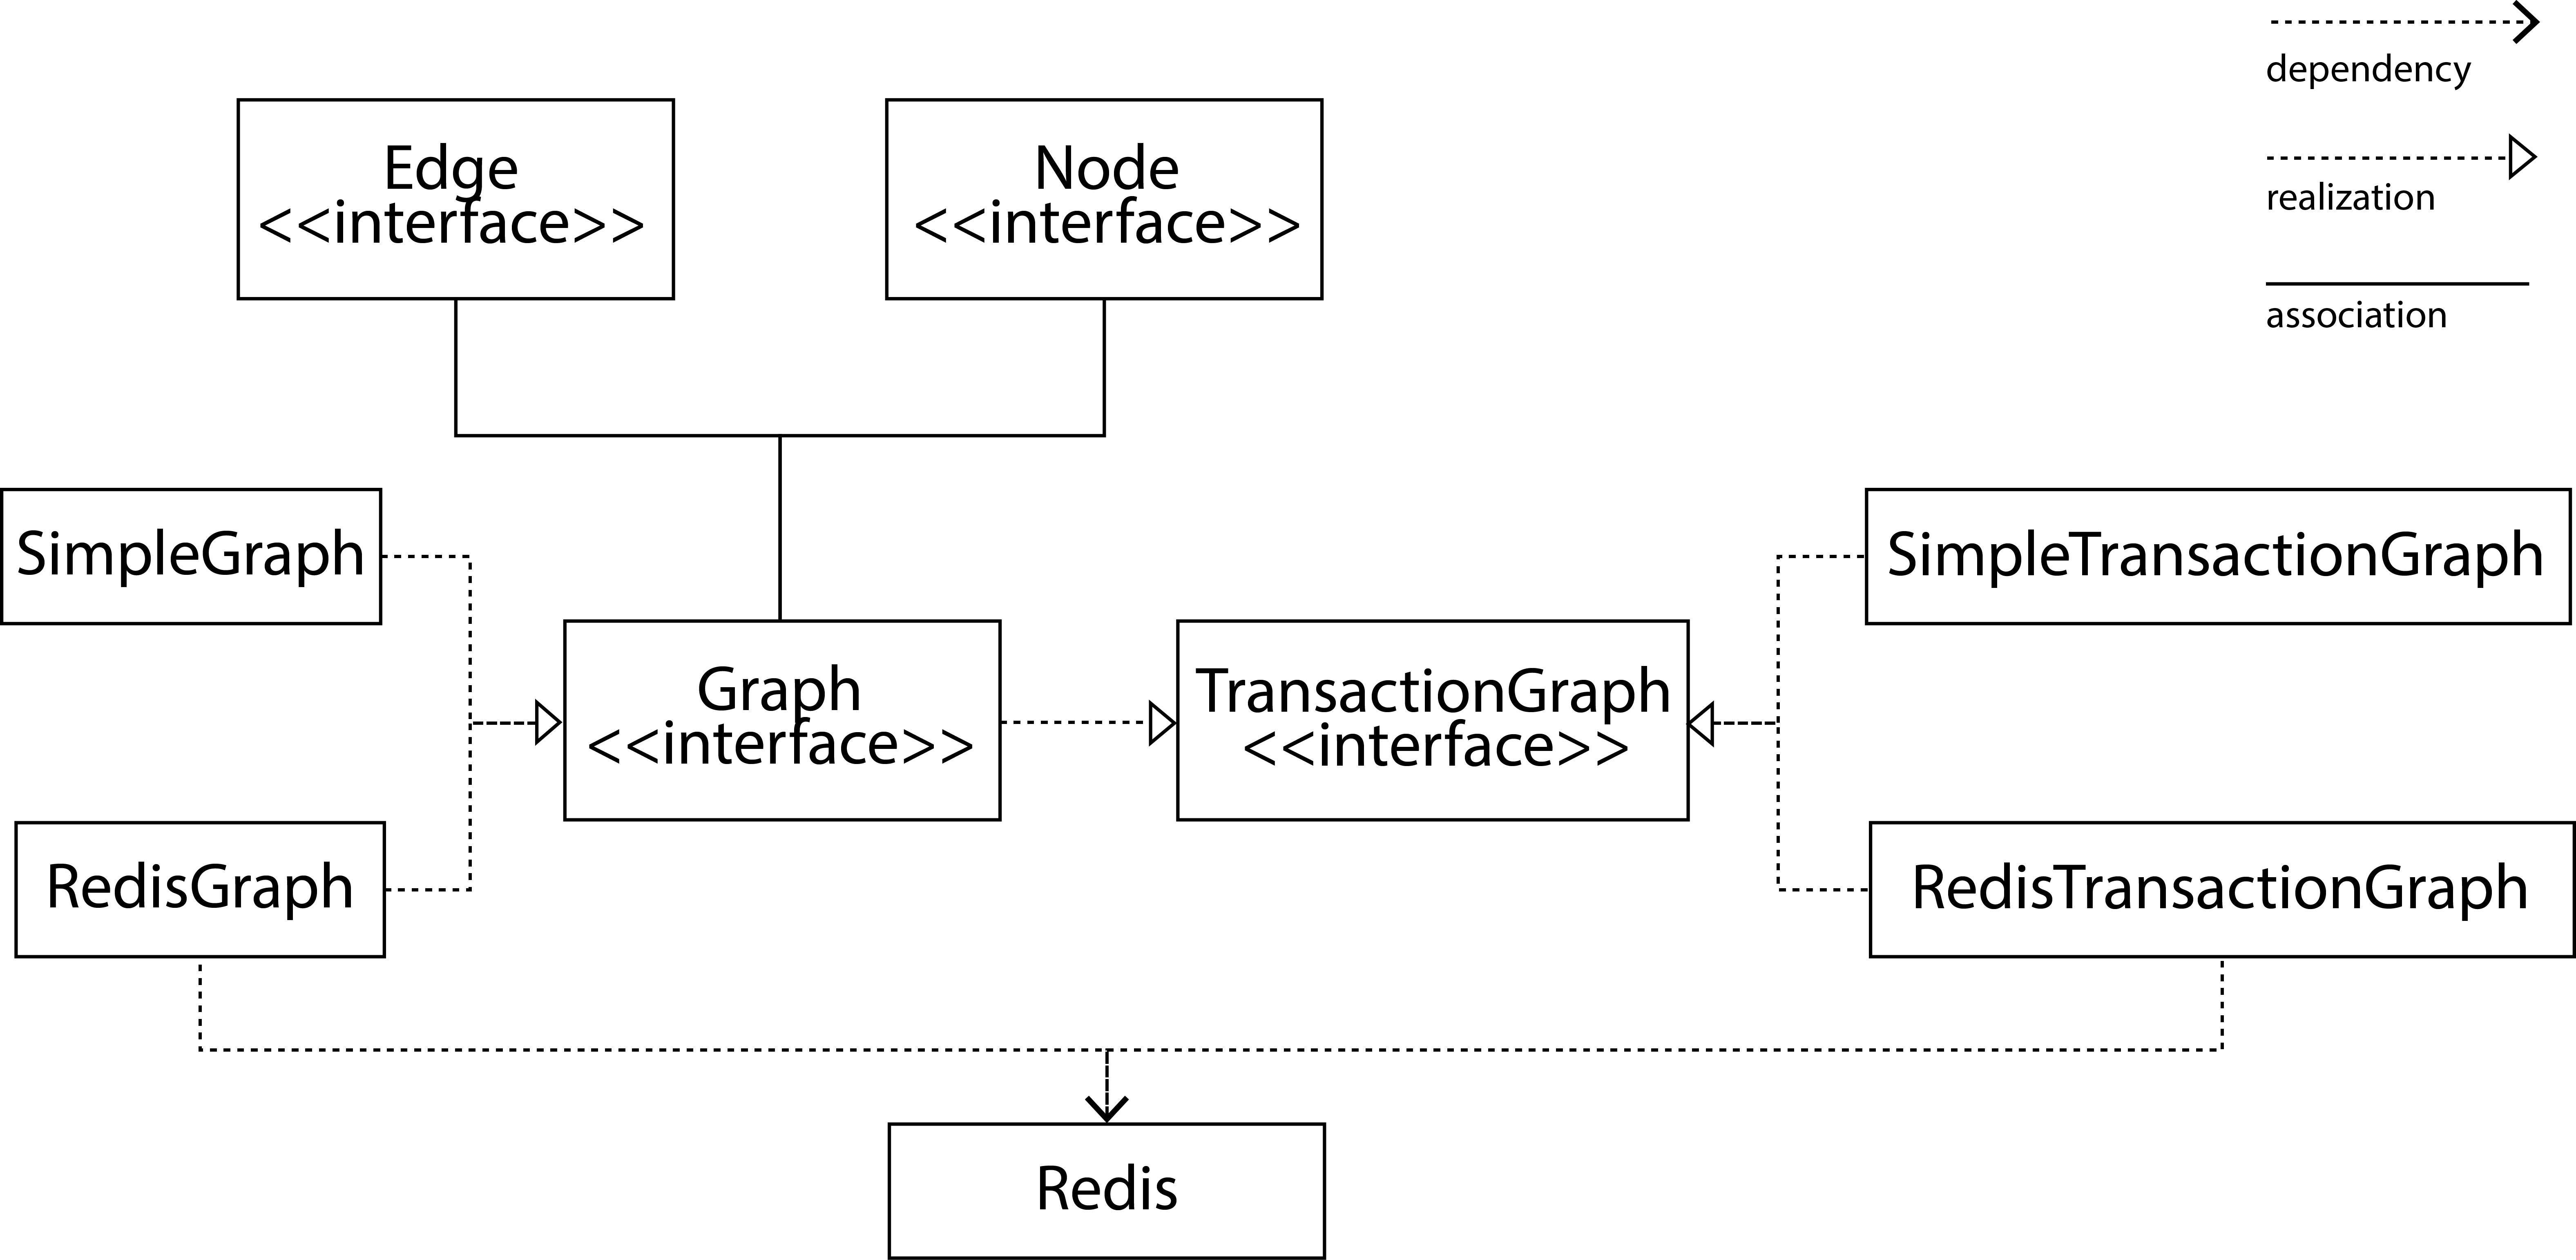 dependency
realization
association
Edge
<<interface>>
Node
<<interface>>
SimpleGraph
SimpleTransactionGraph
Graph
<<interface>>
TransactionGraph
<<interface>>
RedisGraph
RedisTransactionGraph
Redis